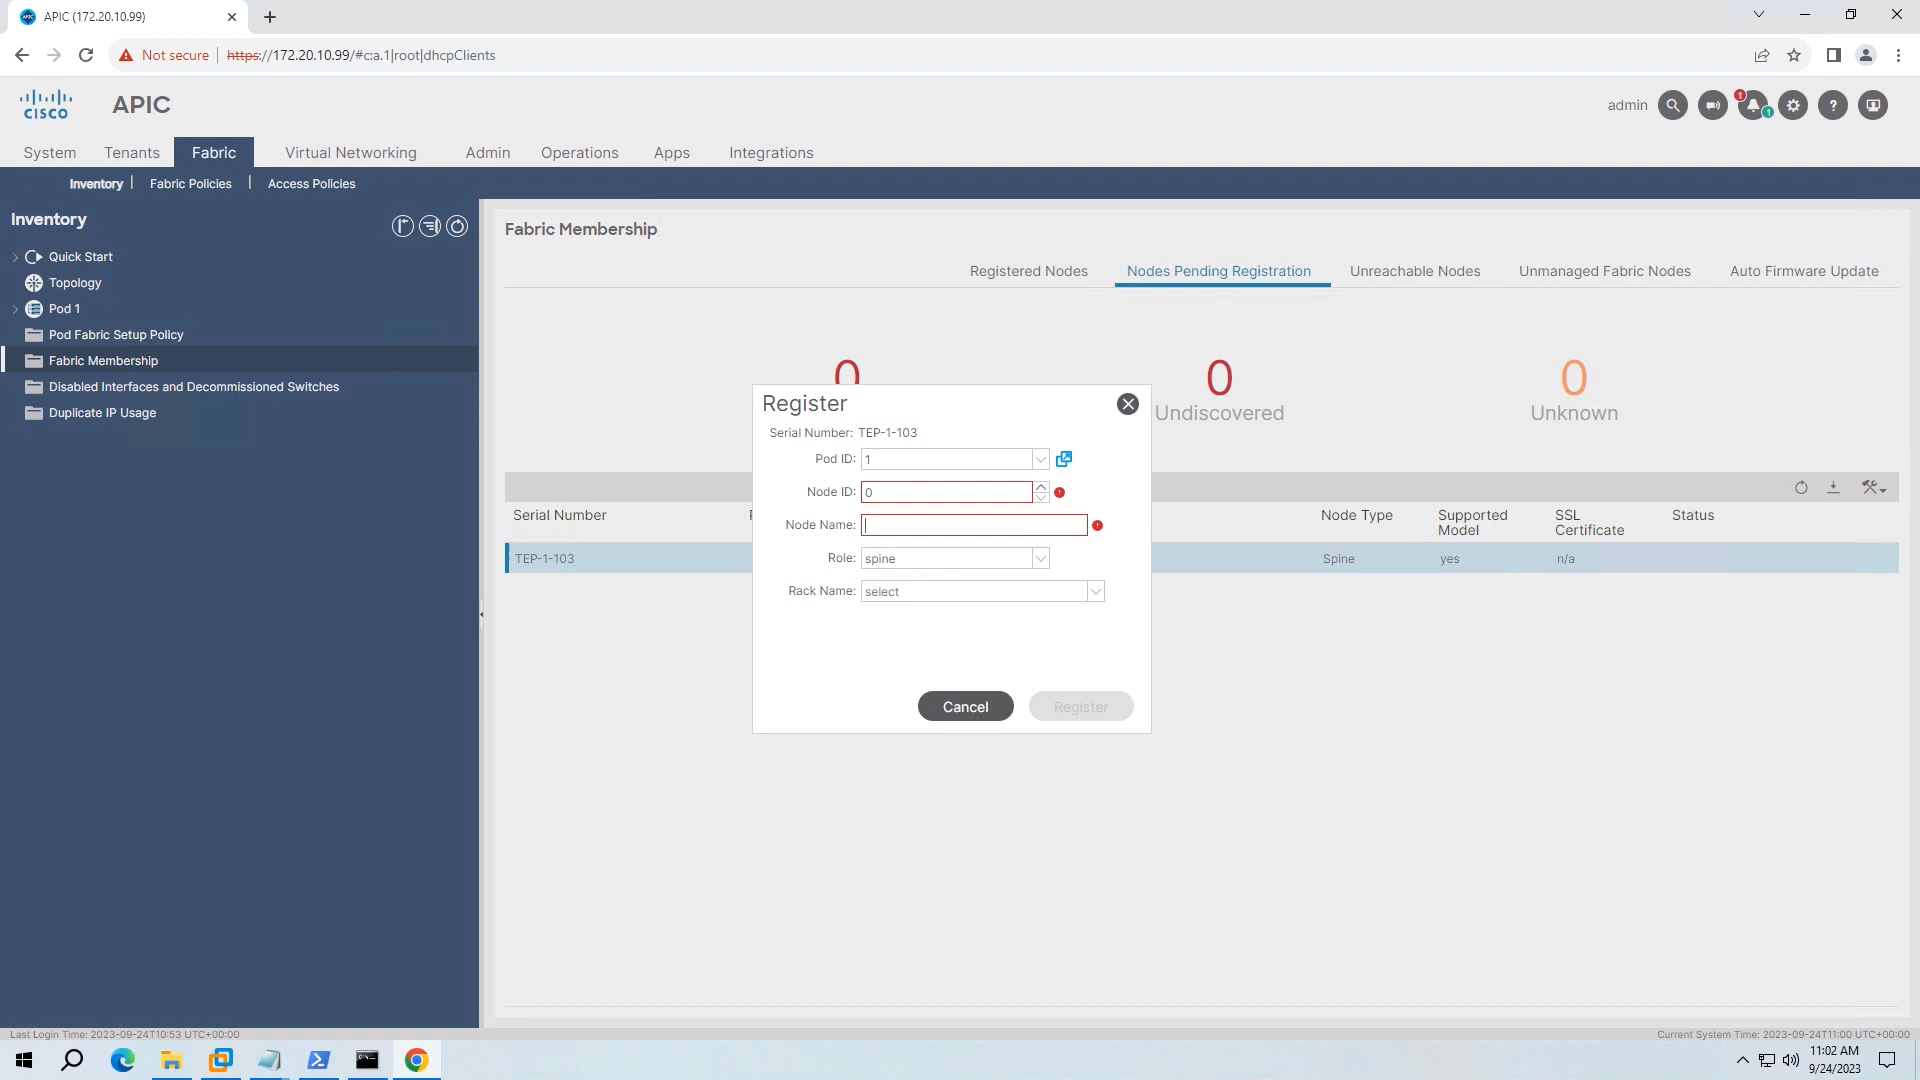 APIC (172.20.10.99)
Not secure
https://172.20.10.99/#c:a.1|root|dhcpClients
CISCO
APIC
admin
1
1
System
Tenants
Fabric
Virtual Networking
Admin
Operations
Apps
Integrations
Inventory
Fabric Policies
Access Policies
Inventory
Quick Start
Topology
Pod 1
Pod Fabric Setup Policy
Fabric Membership
Disabled Interfaces and Decommissioned Switches
Duplicate IP Usage
Fabric Membership
Registered Nodes
Nodes Pending Registration
Unreachable Nodes
Unmanaged Fabric Nodes
Auto Firmware Update
0
0
Undiscovered
0
Unknown
Serial Number
Node Type
Supported Model
SSL Certificate
Status
TEP-1-103
Spine
yes
n/a
Register
Serial Number: TEP-1-103
Pod ID: 1
Node ID: 0
Node Name:
Role: spine
Rack Name: select
Cancel
Register
Last Login Time: 2023-09-24T10:53 UTC+00:00
Current System Time: 2023-09-24T11:00 UTC+00:00
11:02 AM
9/24/2023